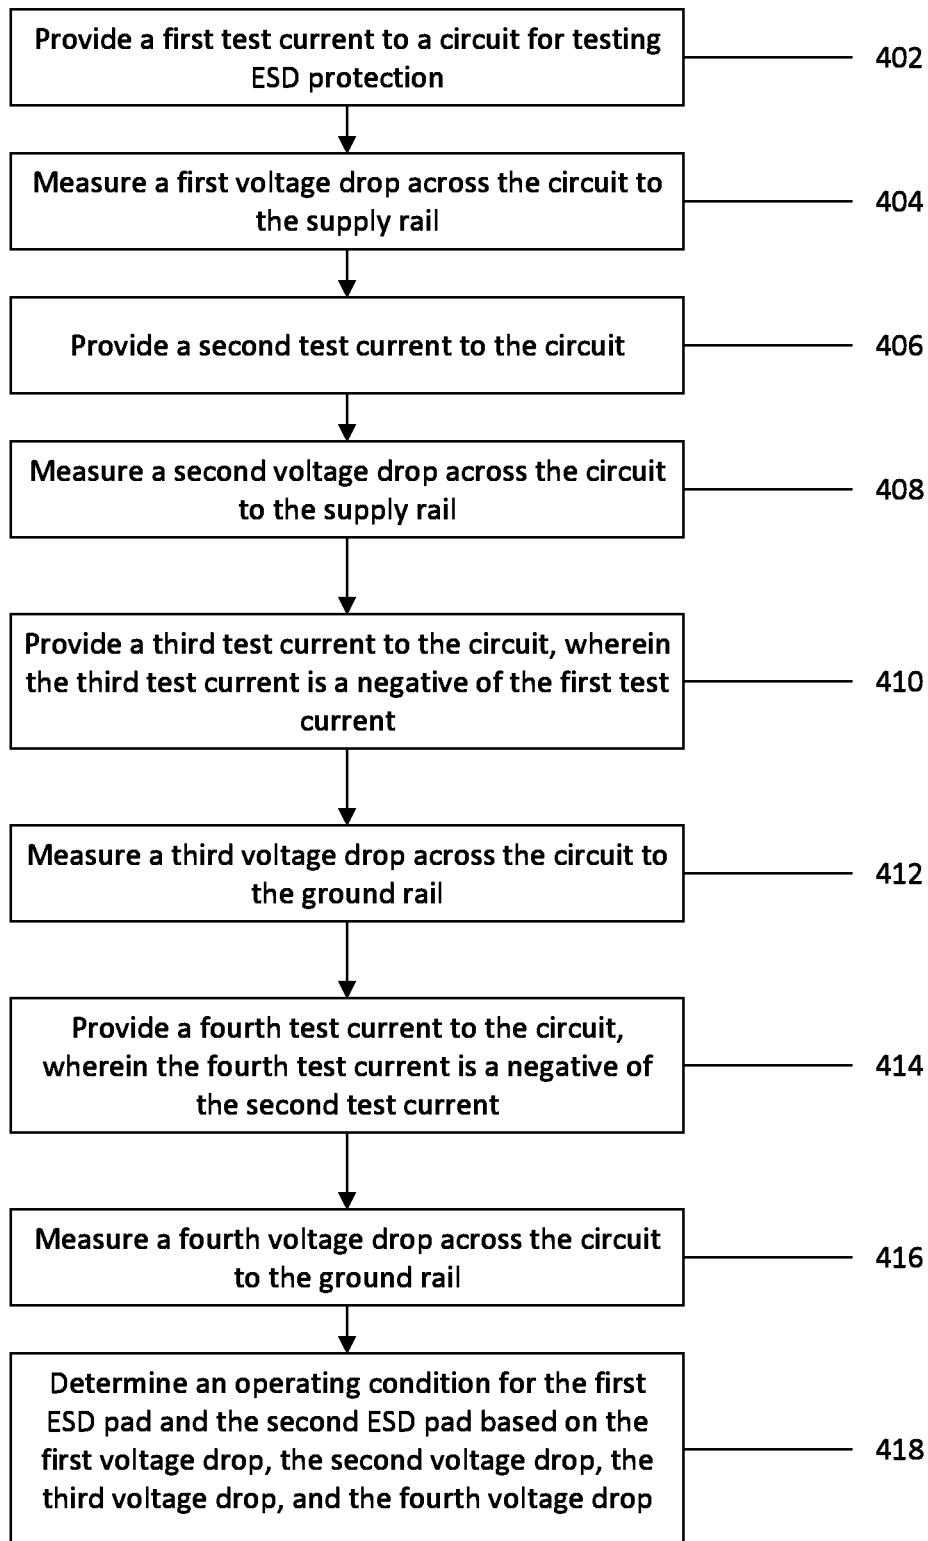 Provide a first test current to a circuit for testing
ESD protection
402
Measure a first voltage drop across the circuit to
the supply rail
404
Provide a second test current to the circuit
406
Measure a second voltage drop across the circuit
to the supply rail
408
Provide a third test current to the circuit, wherein
the third test current is a negative of the first test
current
410
Measure a third voltage drop across the circuit to
the ground rail
412
Provide a fourth test current to the circuit,
wherein the fourth test current is a negative of
the second test current
414
Measure a fourth voltage drop across the circuit
to the ground rail
416
Determine an operating condition for the first
ESD pad and the second ESD pad based on the
first voltage drop, the second voltage drop, the
third voltage drop, and the fourth voltage drop
418